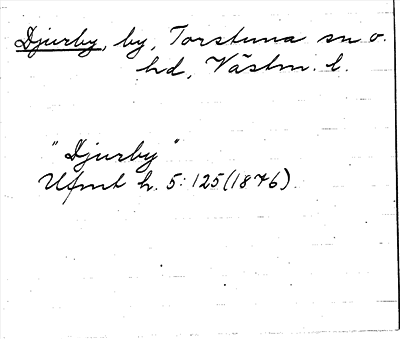 Djurby, by, Torstuna sn o.
hd, Västm. l.
"Djurby"
Ufmt h. 5: 125 (1876).